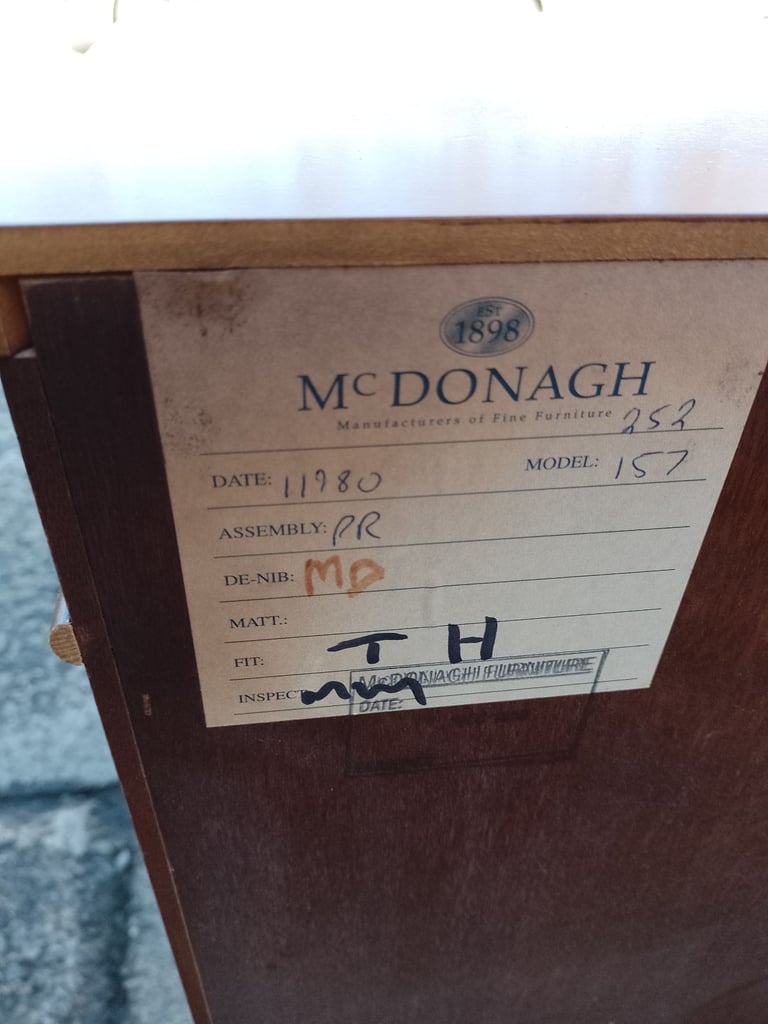 EST
1898
McDONAGH
Manufacturers of Fine Furniture 252
DATE: 11980 MODEL: 157
ASSEMBLY: PR
DE-NIB: MD
MATT.:
FIT: T H
INSPECT
McDONAGH FURNITURE
DATE: